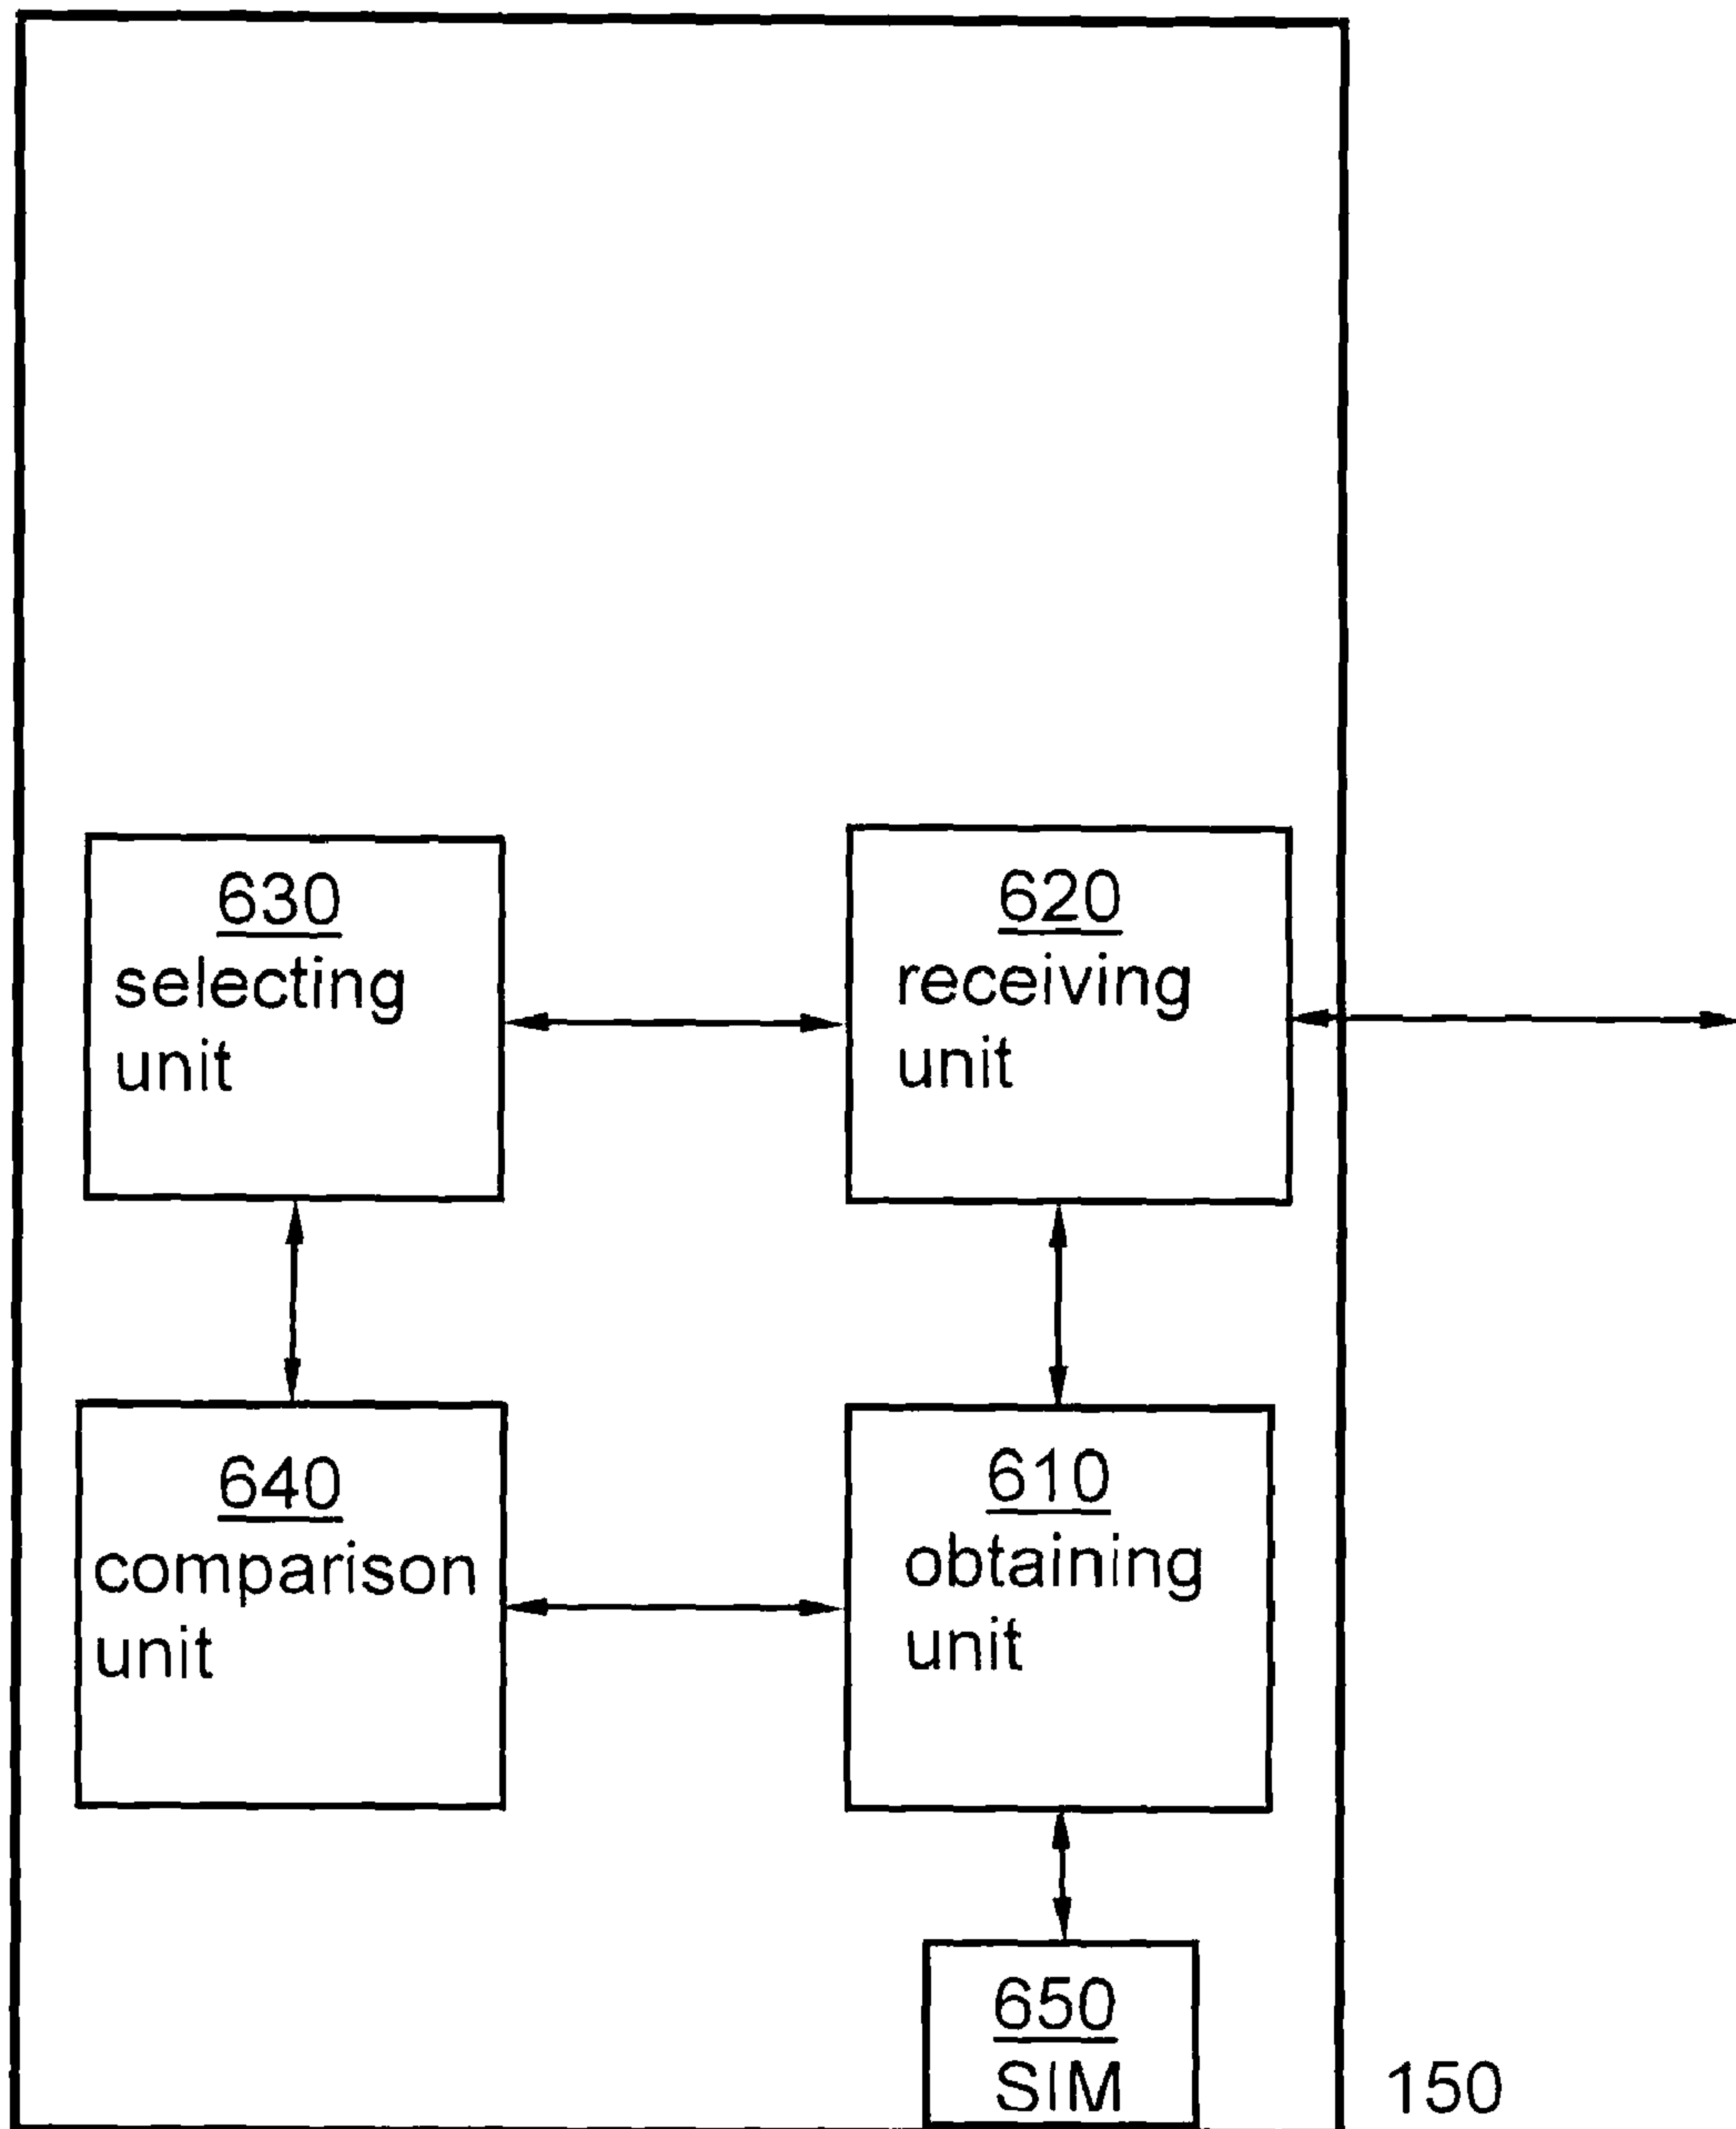 630
selecting
unit
620
receiving
unit
640
comparison
unit
610
obtaining
unit
650
SIM
150